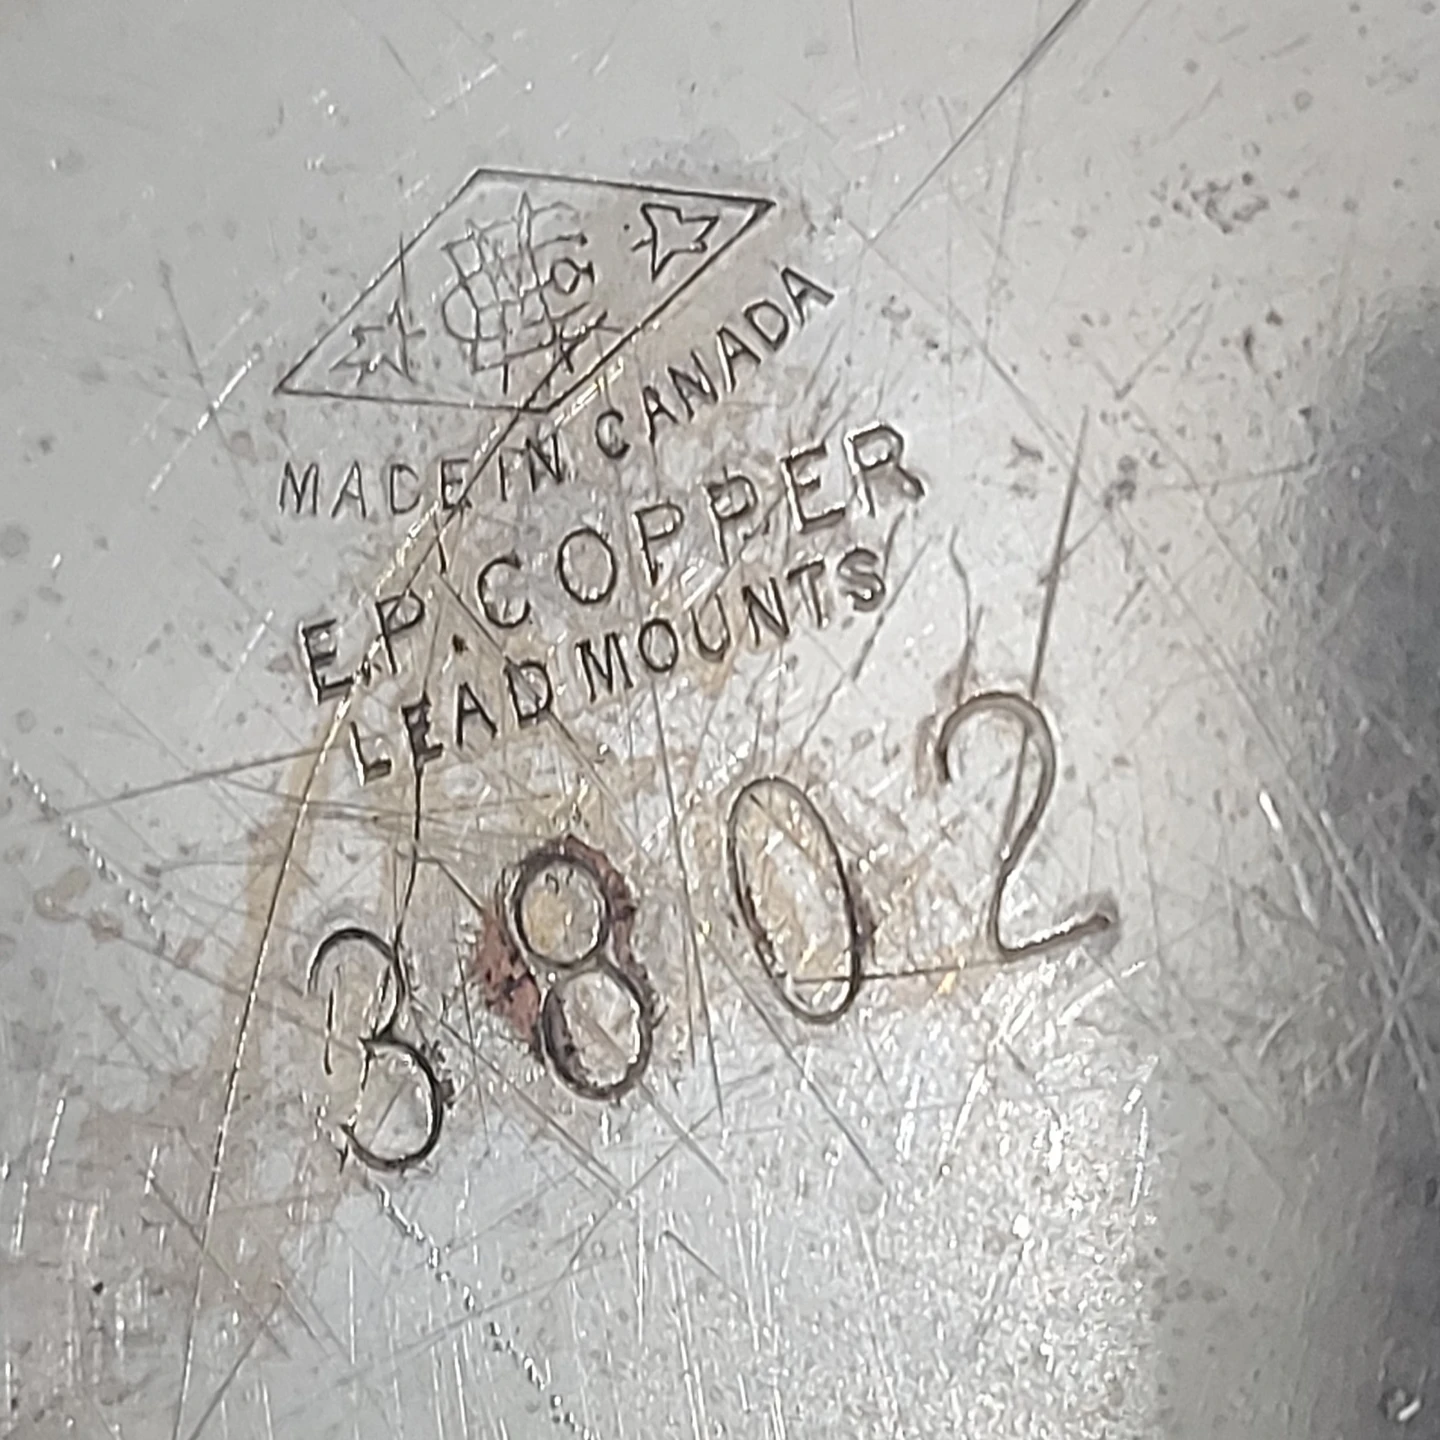 MADE IN CANADA
E.P. COPPER
LEAD MOUNTS
3802